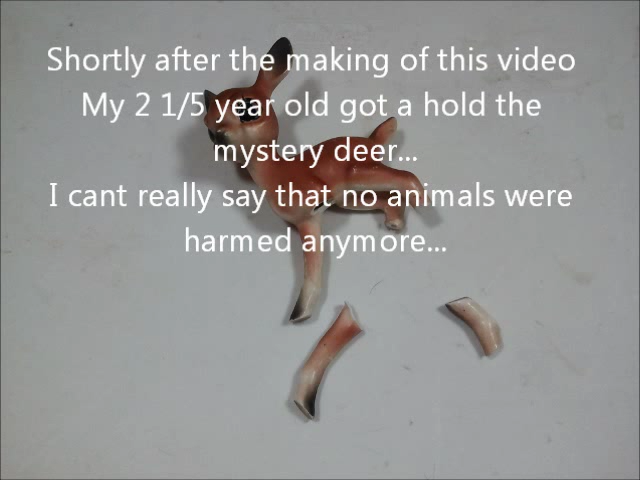 Shortly after the making of this video
My 2 1/5 year old got a hold the
mystery deer...
I cant really say that no animals were
harmed anymore...